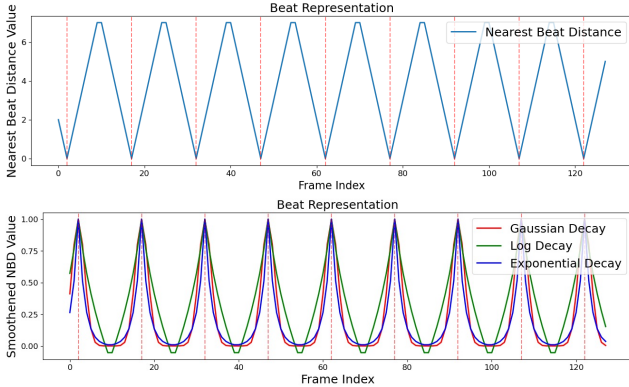 Beat Representation
Nearest Beat Distance Value
6
4
2
0
Nearest Beat Distance
0 20 40 60 80 100 120
Frame Index
Beat Representation
Smoothened NBD Value
1.00
0.75
0.50
0.25
0.00
Gaussian Decay
Log Decay
Exponential Decay
0 20 40 60 80 100 120
Frame Index